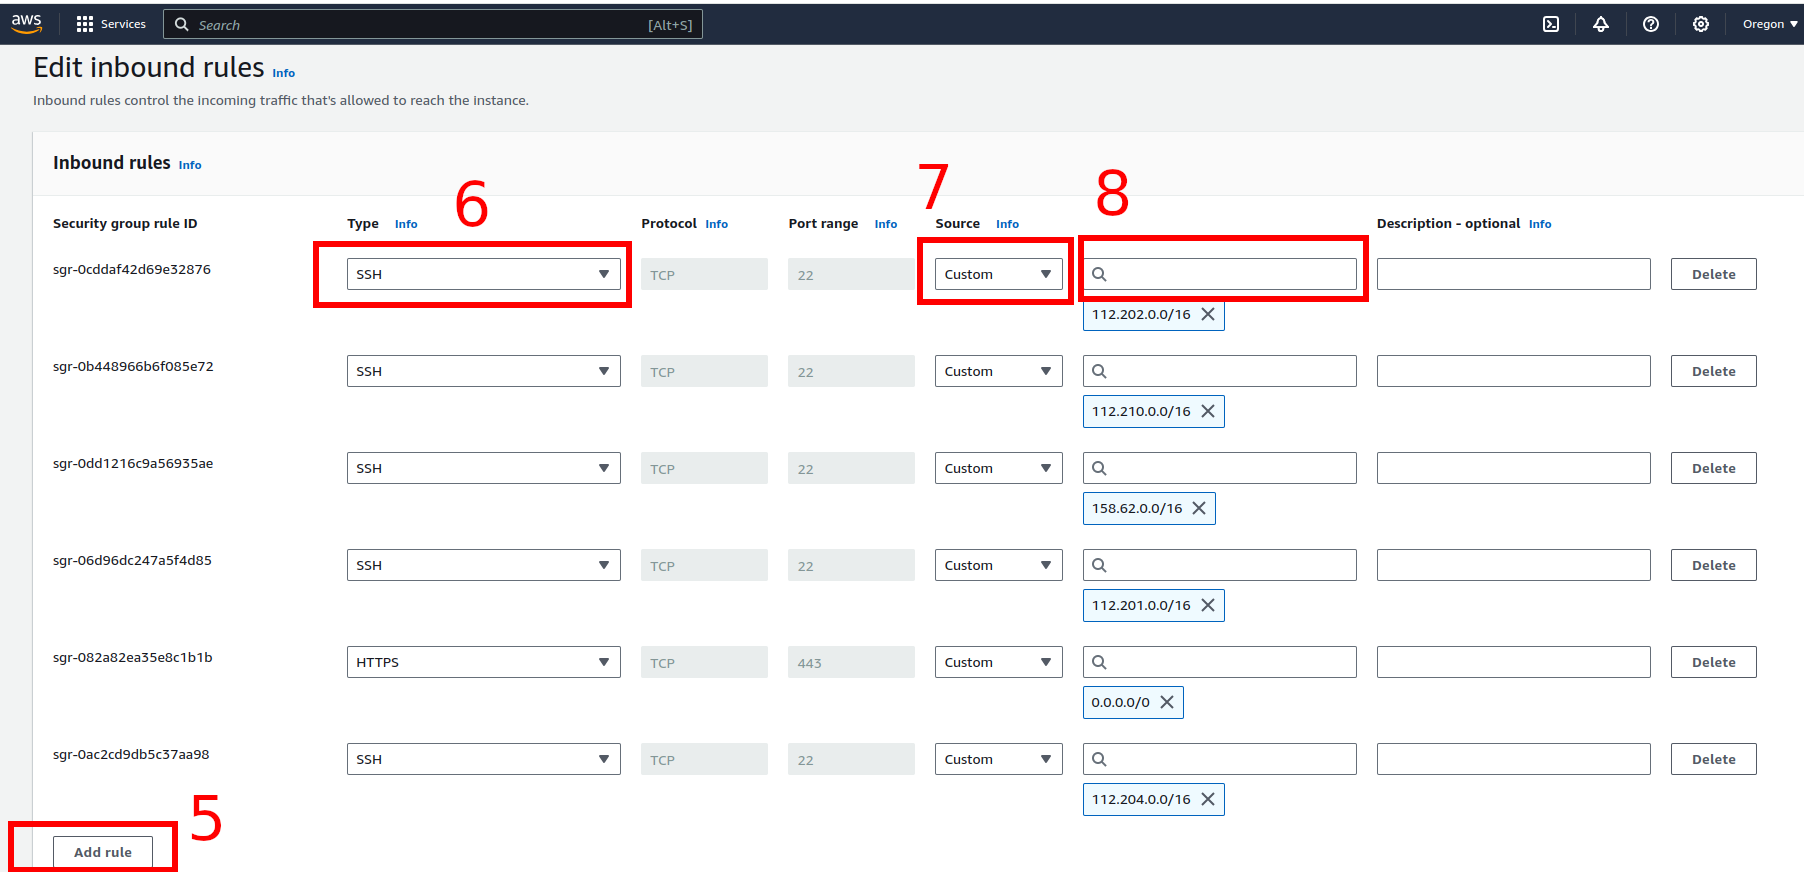 aws Services Search [Alt+S] Oregon
Edit inbound rules Info
Inbound rules control the incoming traffic that's allowed to reach the instance.
Inbound rules Info
6 7 8
Security group rule ID Type Info Protocol Info Port range Info Source Info Description - optional Info
sgr-0cddaf42d69e32876 SSH TCP 22 Custom Delete
112.202.0.0/16
sgr-0b448966b6f085e72 SSH TCP 22 Custom Delete
112.210.0.0/16
sgr-0dd1216c9a56935ae SSH TCP 22 Custom Delete
158.62.0.0/16
sgr-06d96dc247a5f4d85 SSH TCP 22 Custom Delete
112.201.0.0/16
sgr-082a82ea35e8c1b1b HTTPS TCP 443 Custom Delete
0.0.0.0/0
sgr-0ac2cd9db5c37aa98 SSH TCP 22 Custom Delete
112.204.0.0/16
5
Add rule